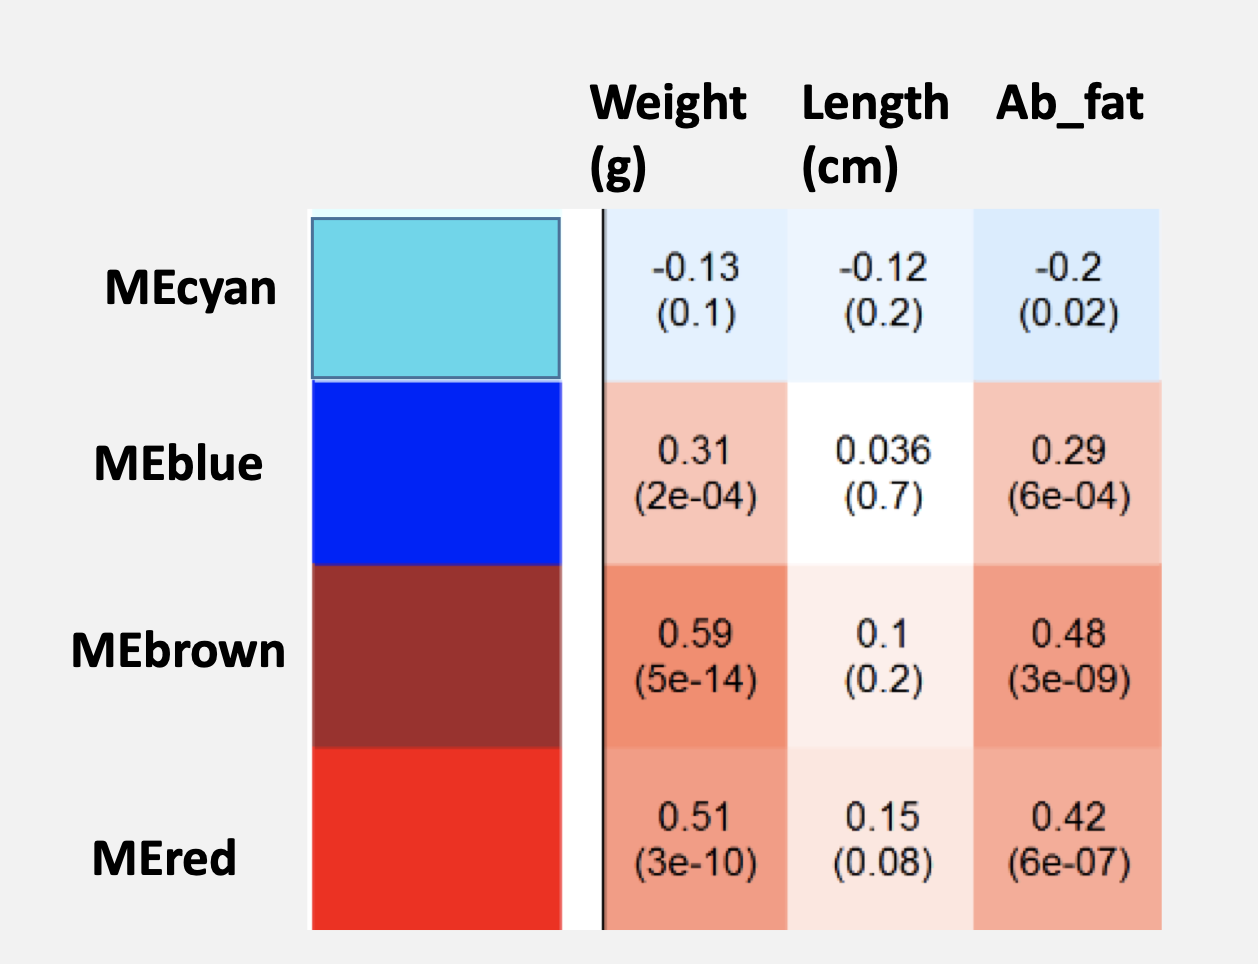 Weight Length Ab_fat
(g) (cm)
MEcyan -0.13 -0.12 -0.2
(0.1) (0.2) (0.02)
MEblue 0.31 0.036 0.29
(2e-04) (0.7) (6e-04)
MEbrown 0.59 0.1 0.48
(5e-14) (0.2) (3e-09)
MEred 0.51 0.15 0.42
(3e-10) (0.08) (6e-07)